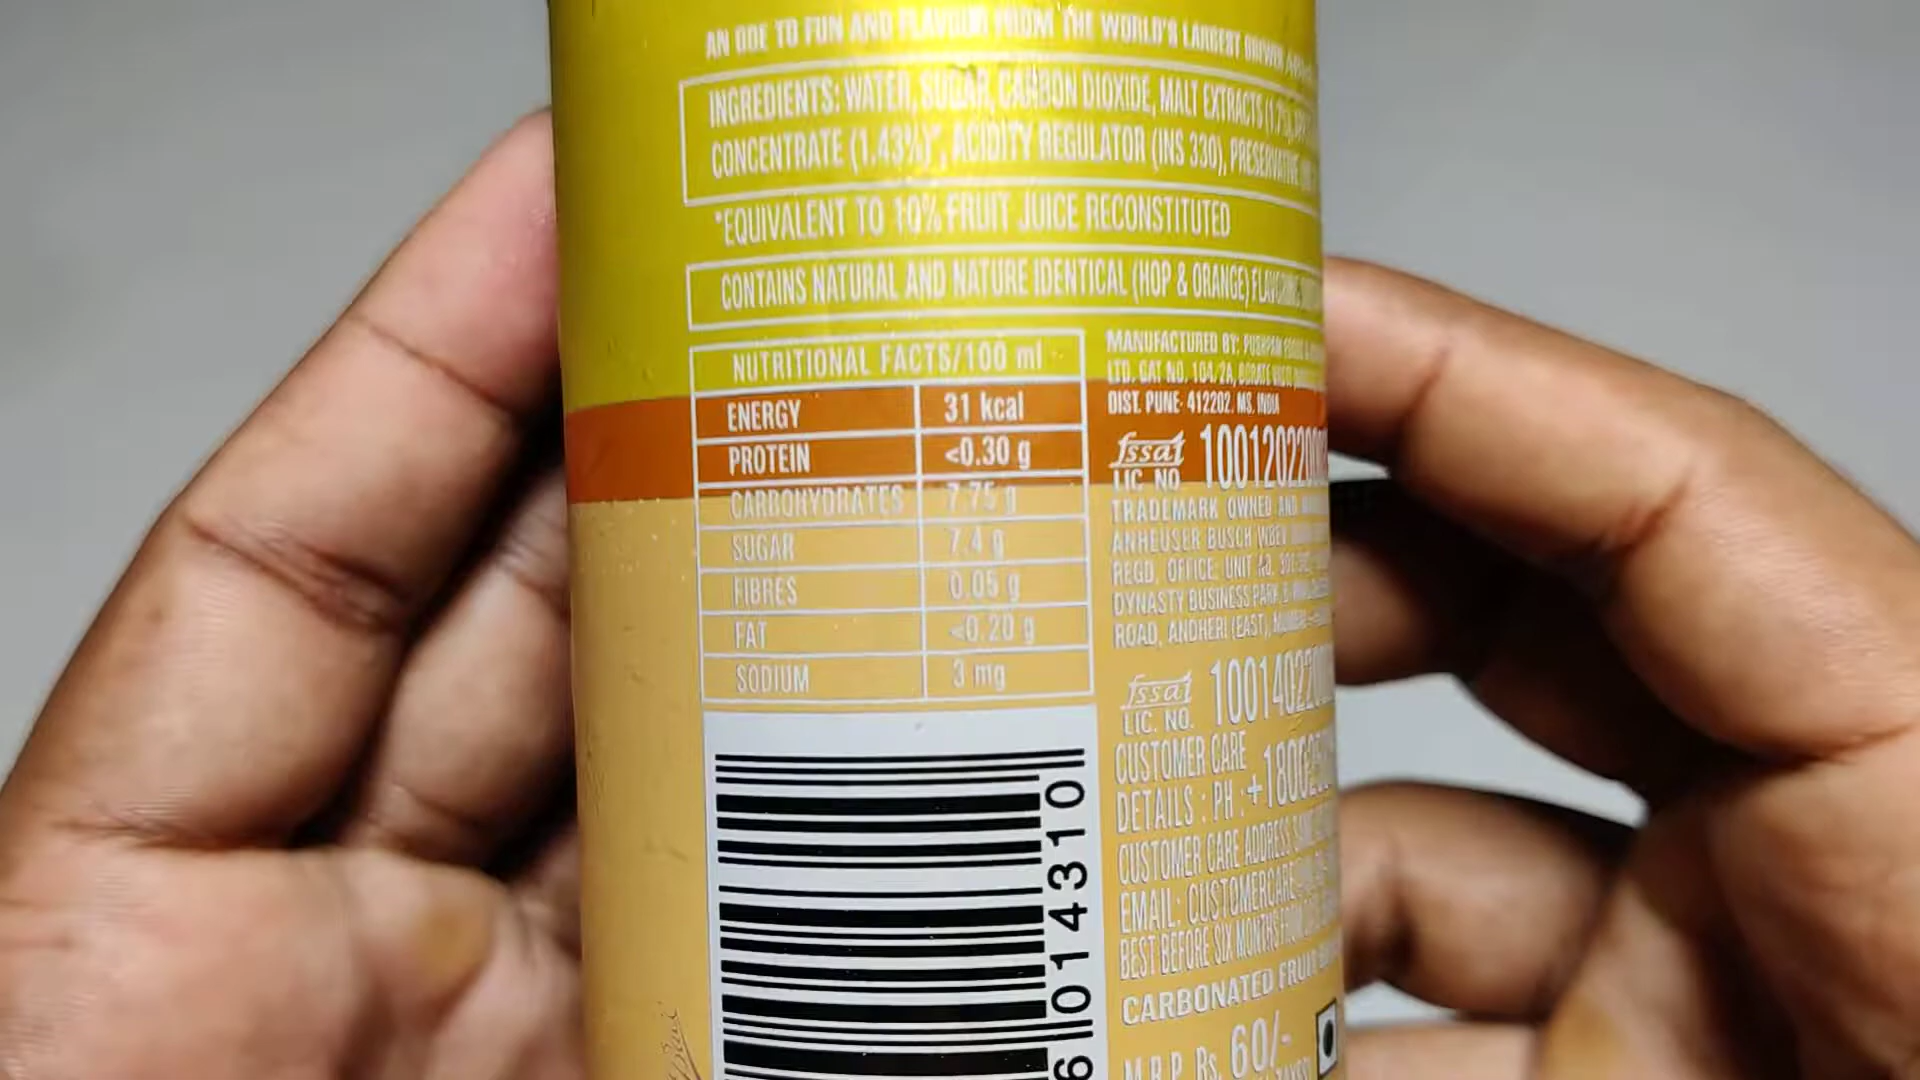 AN ODE TO FUN AND FLAVOUR FROM THE WORLD'S LARGEST BREWER
INGREDIENTS: WATER, SUGAR, CARBON DIOXIDE, MALT EXTRACTS
CONCENTRATE (1.43%)*, ACIDITY REGULATOR (INS 330), PRESERVATIVE
*EQUIVALENT TO 10% FRUIT JUICE RECONSTITUTED
CONTAINS NATURAL AND NATURE IDENTICAL (HOP & ORANGE)
NUTRITIONAL FACTS/100 ml
ENERGY 31 kcal
PROTEIN <0.30 g
CARBOHYDRATES 7.75 g
SUGAR 7.4 g
FIBRES 0.05 g
FAT <0.20 g
SODIUM 3 mg
MANUFACTURED BY:
LTD. GAT NO. 104, 2A,
DIST. PUNE- 412202. MS, INDIA
fssai
LIC. NO
TRADEMARK OWNED AND
ANHEUSER BUSCH INBEV
REGD. OFFICE: UNIT NO.
DYNASTY BUSINESS PARK,
ROAD, ANDHERI (EAST),
fssai
LIC. NO.
CUSTOMER CARE
DETAILS : PH :
CUSTOMER CARE ADDRESS
EMAIL:
BEST BEFORE SIX MONTHS
CARBONATED FRUIT
M.R.P. Rs. 60/-
6 014310